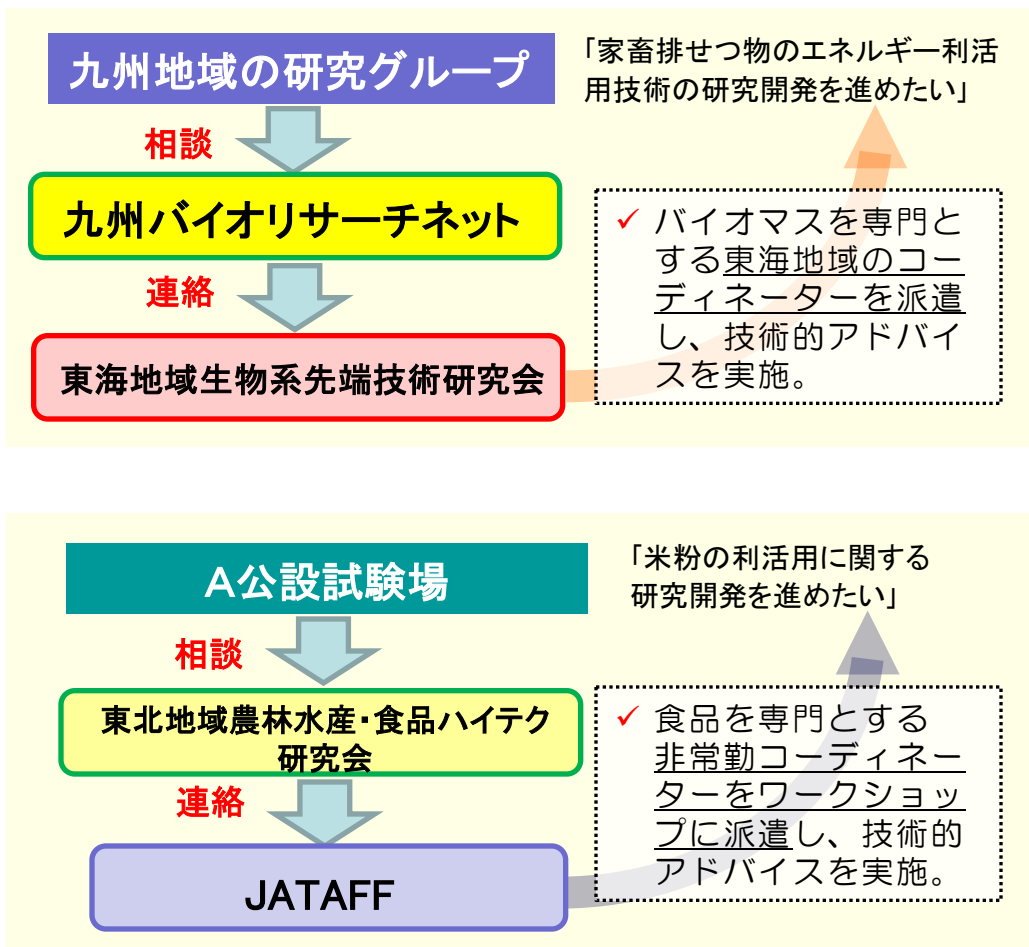 九州地域の研究グループ
「家畜排せつ物のエネルギー利活
用技術の研究開発を進めたい」
相談
九州バイオリサーチネット
連絡
東海地域生物系先端技術研究会
✓ バイオマスを専門と
する東海地域のコー
ディネーターを派遣
し、技術的アドバイ
スを実施。
A公設試験場
「米粉の利活用に関する
研究開発を進めたい」
相談
東北地域農林水産・食品ハイテク
研究会
連絡
JATAFF
✓ 食品を専門とする
非常勤コーディネー
ターをワークショッ
プに派遣し、技術的
アドバイスを実施。